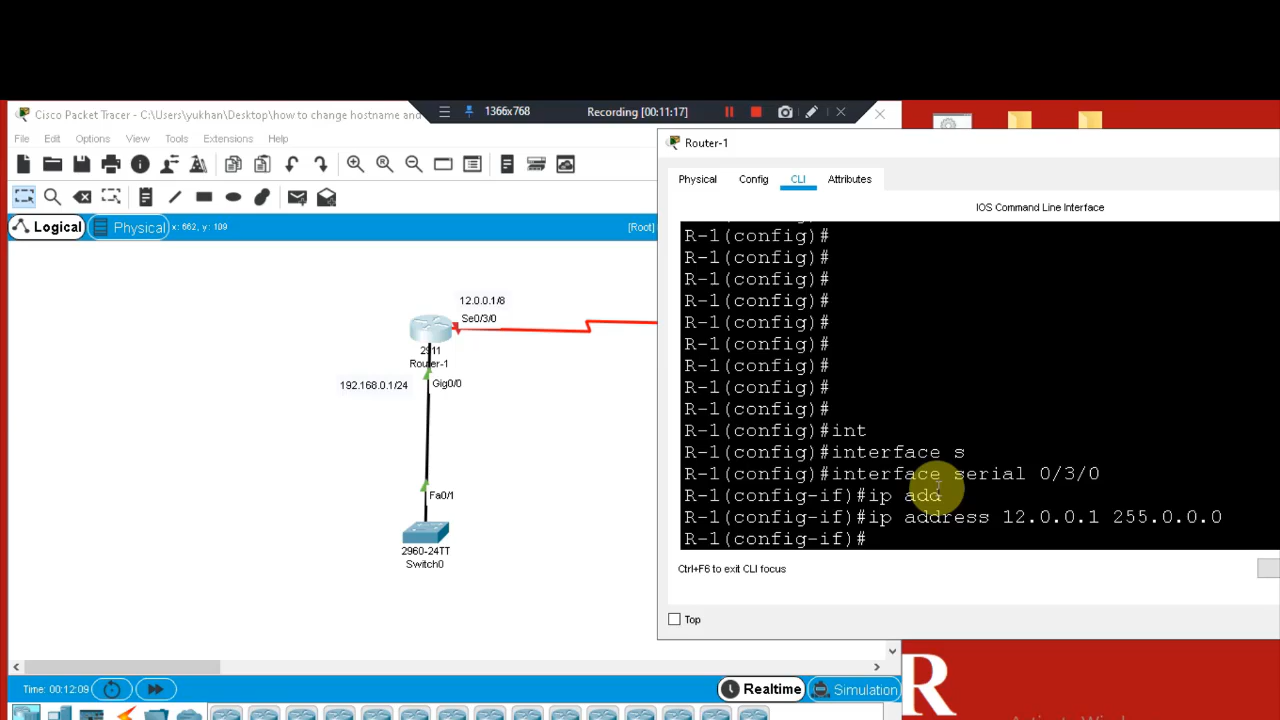 Cisco Packet Tracer - C:\Users\yukhan\Desktop\how to change hostname and
1366x768
Recording [00:11:17]
File Edit Options View Tools Extensions Help
Logical
Physical
x: 662, y: 109
[Root]
12.0.0.1/8
Se0/3/0
2911
Router-1
192.168.0.1/24
Gig0/0
Fa0/1
2960-24TT
Switch0
Router-1
Physical Config CLI Attributes
IOS Command Line Interface
R-1(config)#
R-1(config)#
R-1(config)#
R-1(config)#
R-1(config)#
R-1(config)#
R-1(config)#
R-1(config)#
R-1(config)#
R-1(config)#int
R-1(config)#interface s
R-1(config)#interface serial 0/3/0
R-1(config-if)#ip add
R-1(config-if)#ip address 12.0.0.1 255.0.0.0
R-1(config-if)#
Ctrl+F6 to exit CLI focus
Top
Time: 00:12:09
Realtime
Simulation
R